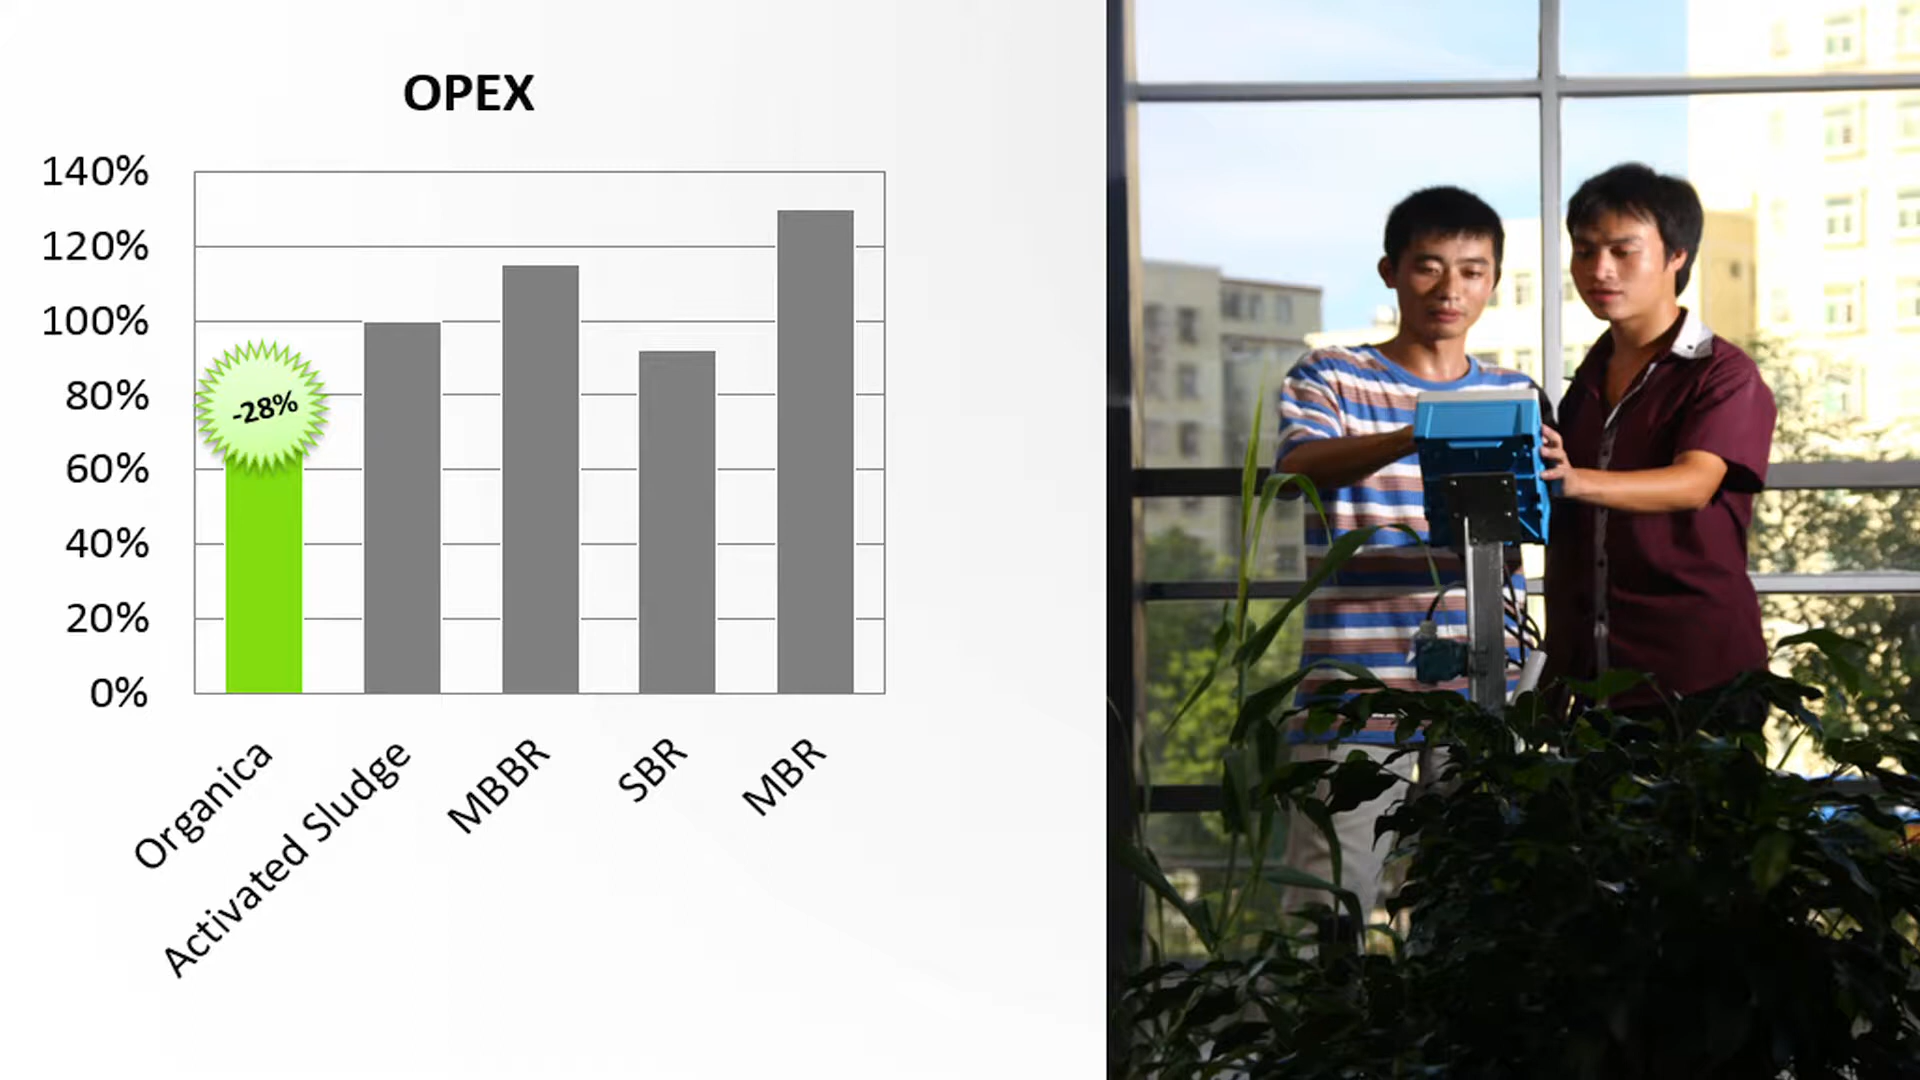 OPEX
140%
120%
100%
80%
60%
40%
20%
0%
-28%
Organica
Activated Sludge
MBBR
SBR
MBR